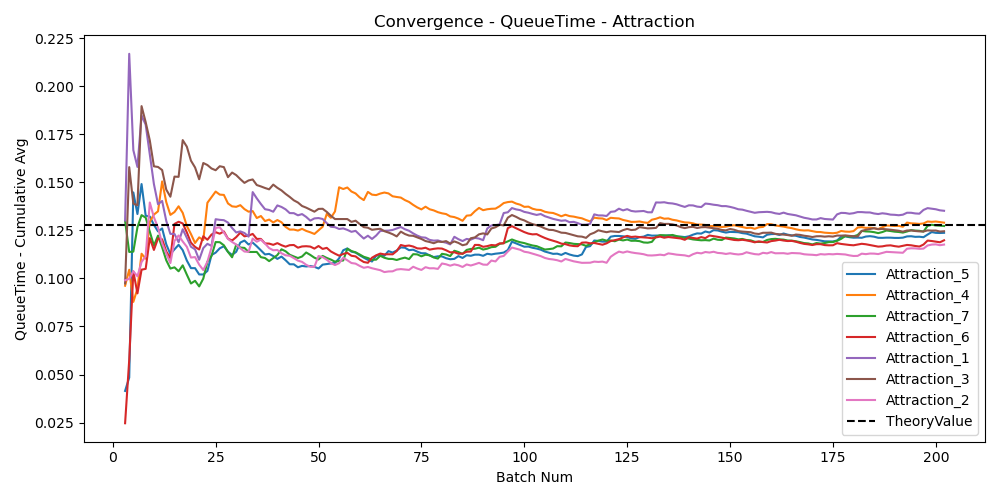 Convergence - QueueTime - Attraction
QueueTime - Cumulative Avg
0.225
0.200
0.175
0.150
0.125
0.100
0.075
0.050
0.025
0 25 50 75 100 125 150 175 200
Batch Num
Attraction_5
Attraction_4
Attraction_7
Attraction_6
Attraction_1
Attraction_3
Attraction_2
TheoryValue